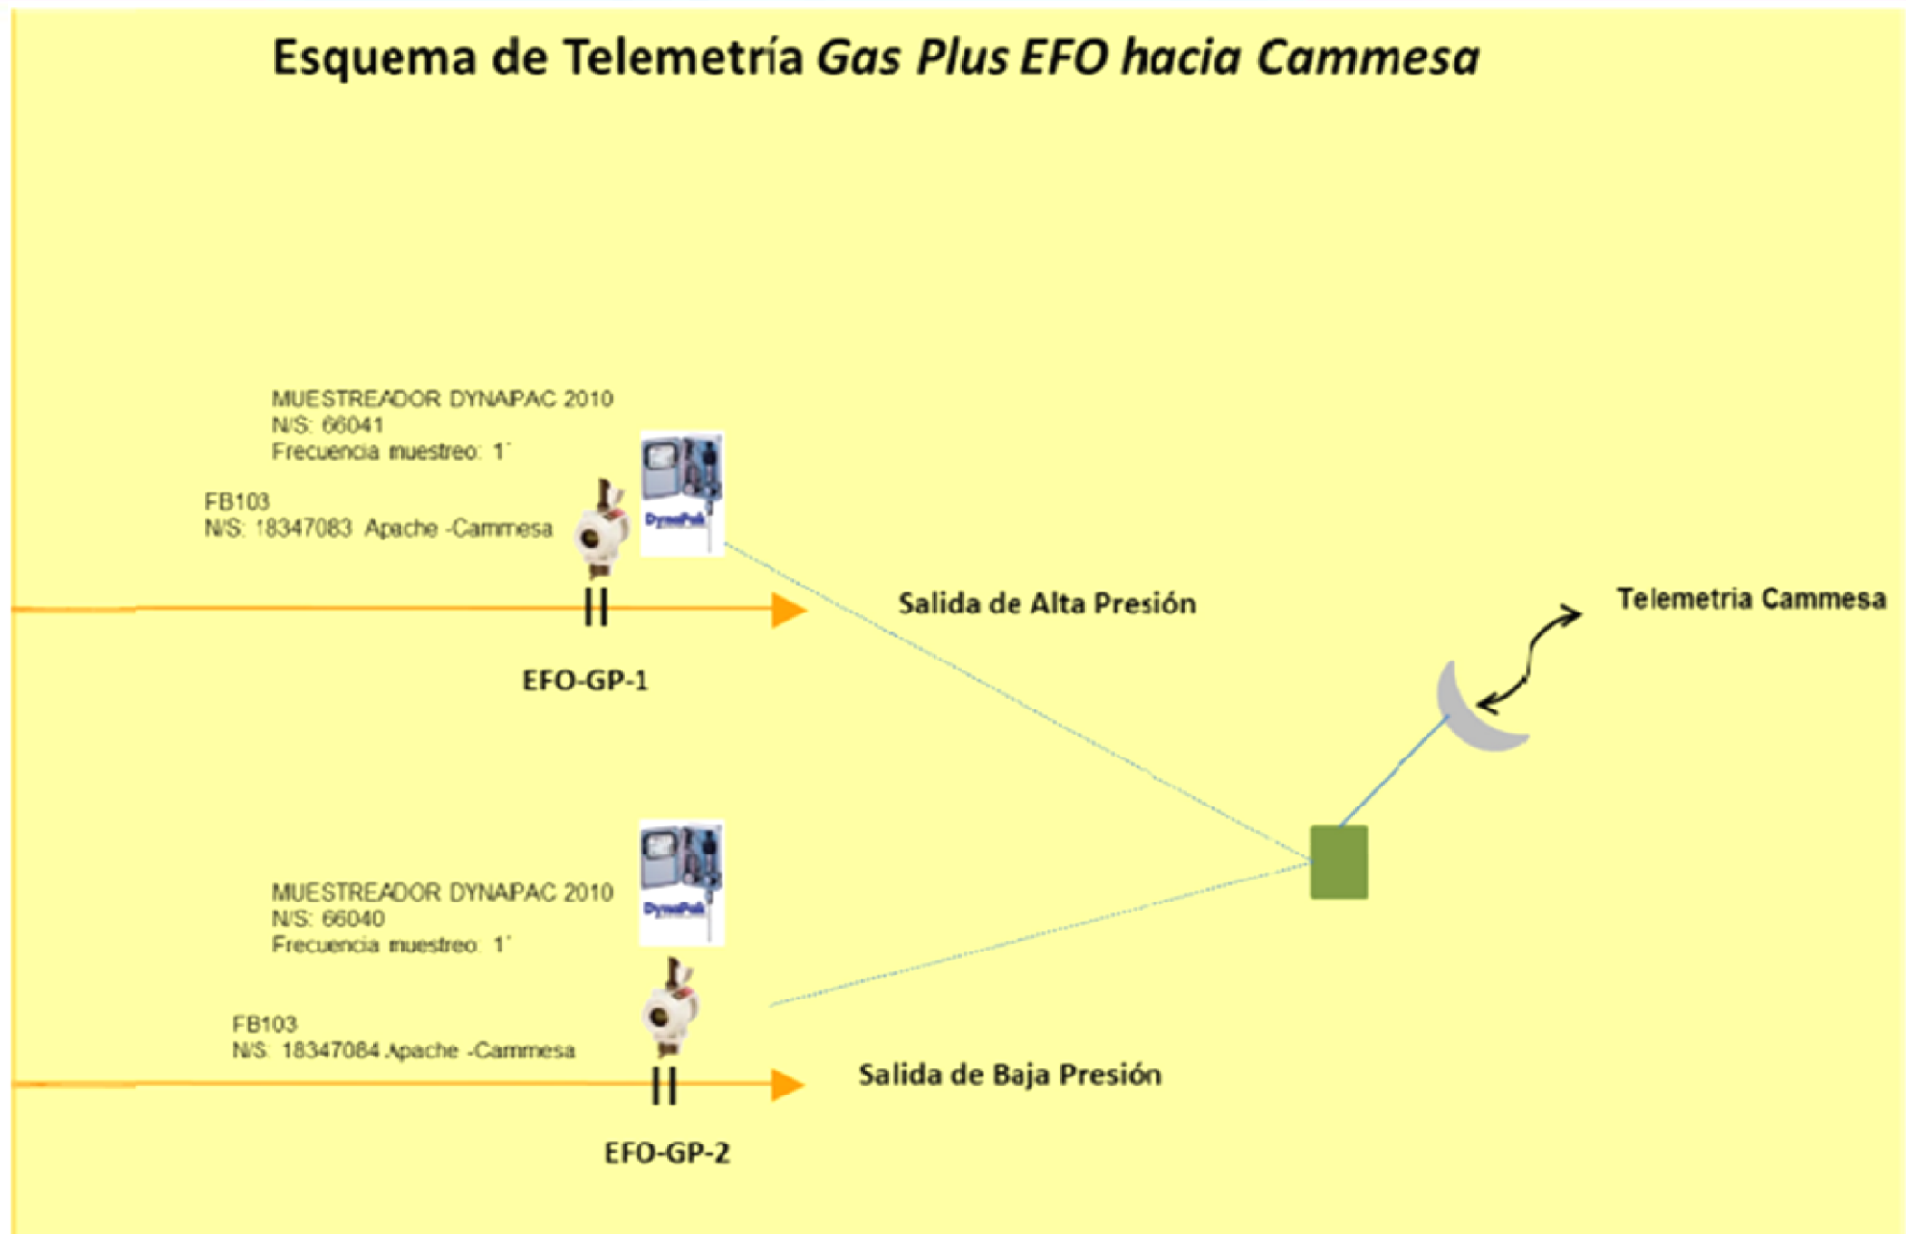 Esquema de Telemetría Gas Plus EFO hacia Cammesa
MUESTREADOR DYNAPAC 2010
N/S: 66041
Frecuencia muestreo: 1'
DynaPak
FB103
N/S: 18347083 Apache -Cammesa
Salida de Alta Presión
EFO-GP-1
Telemetria Cammesa
MUESTREADOR DYNAPAC 2010
N/S: 66040
Frecuencia muestreo: 1'
DynaPak
FB103
N/S: 18347084 Apache -Cammesa
Salida de Baja Presión
EFO-GP-2